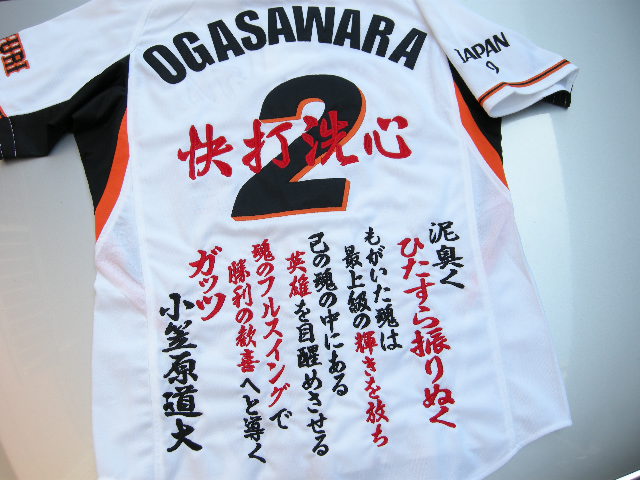 OGASAWARA
URI
JAPAN
2
快打洗心
泥臭く
ひたすら振りぬく
もがいた魂は
最上級の輝きを放ち
己の魂の中にある
英雄を目醒めさせる
魂のフルスイングで
勝利の歓喜へと導く
ガッツ
小笠原道大